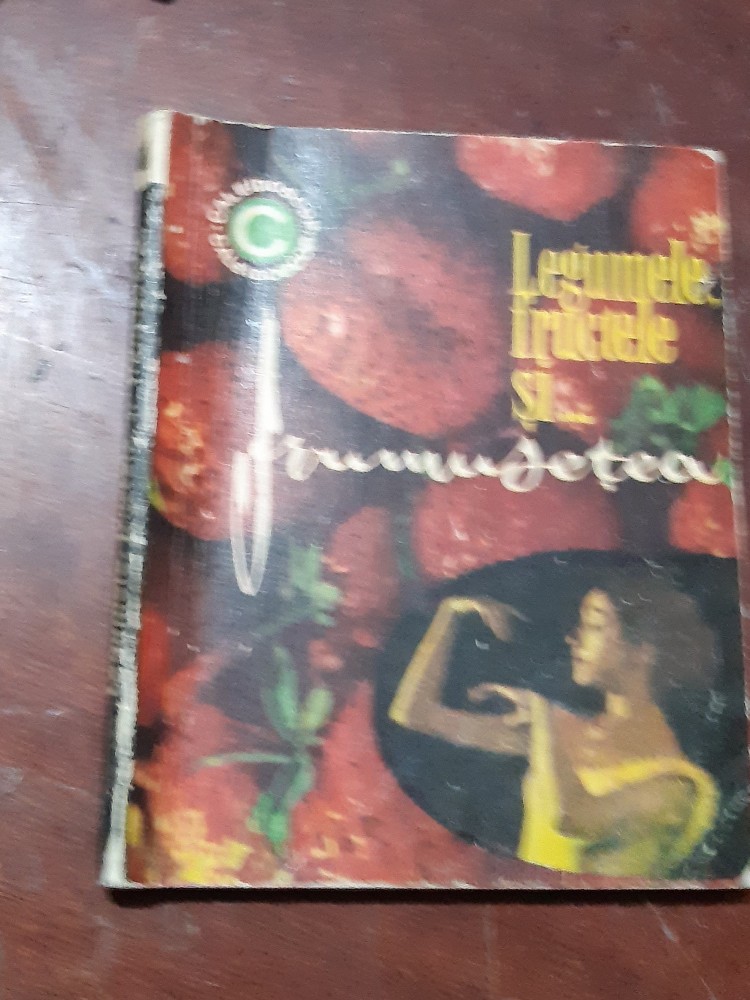 C
Legumele,
fructele
și...
frumusețea